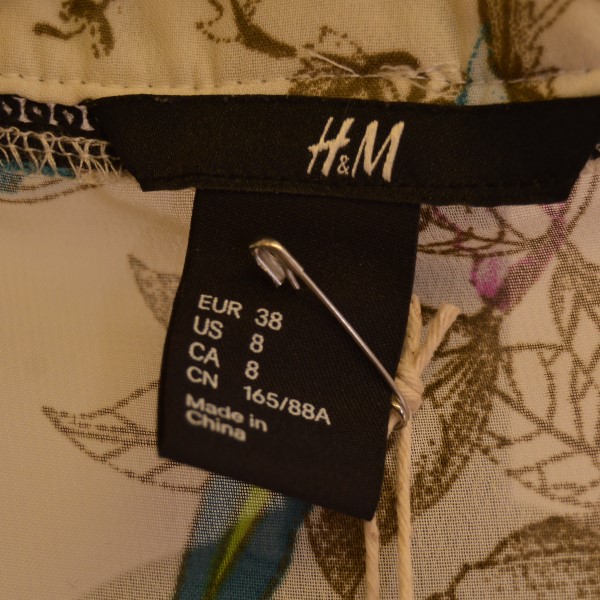 H&M
EUR 38
US 8
CA 8
CN 165/88A
Made in
China